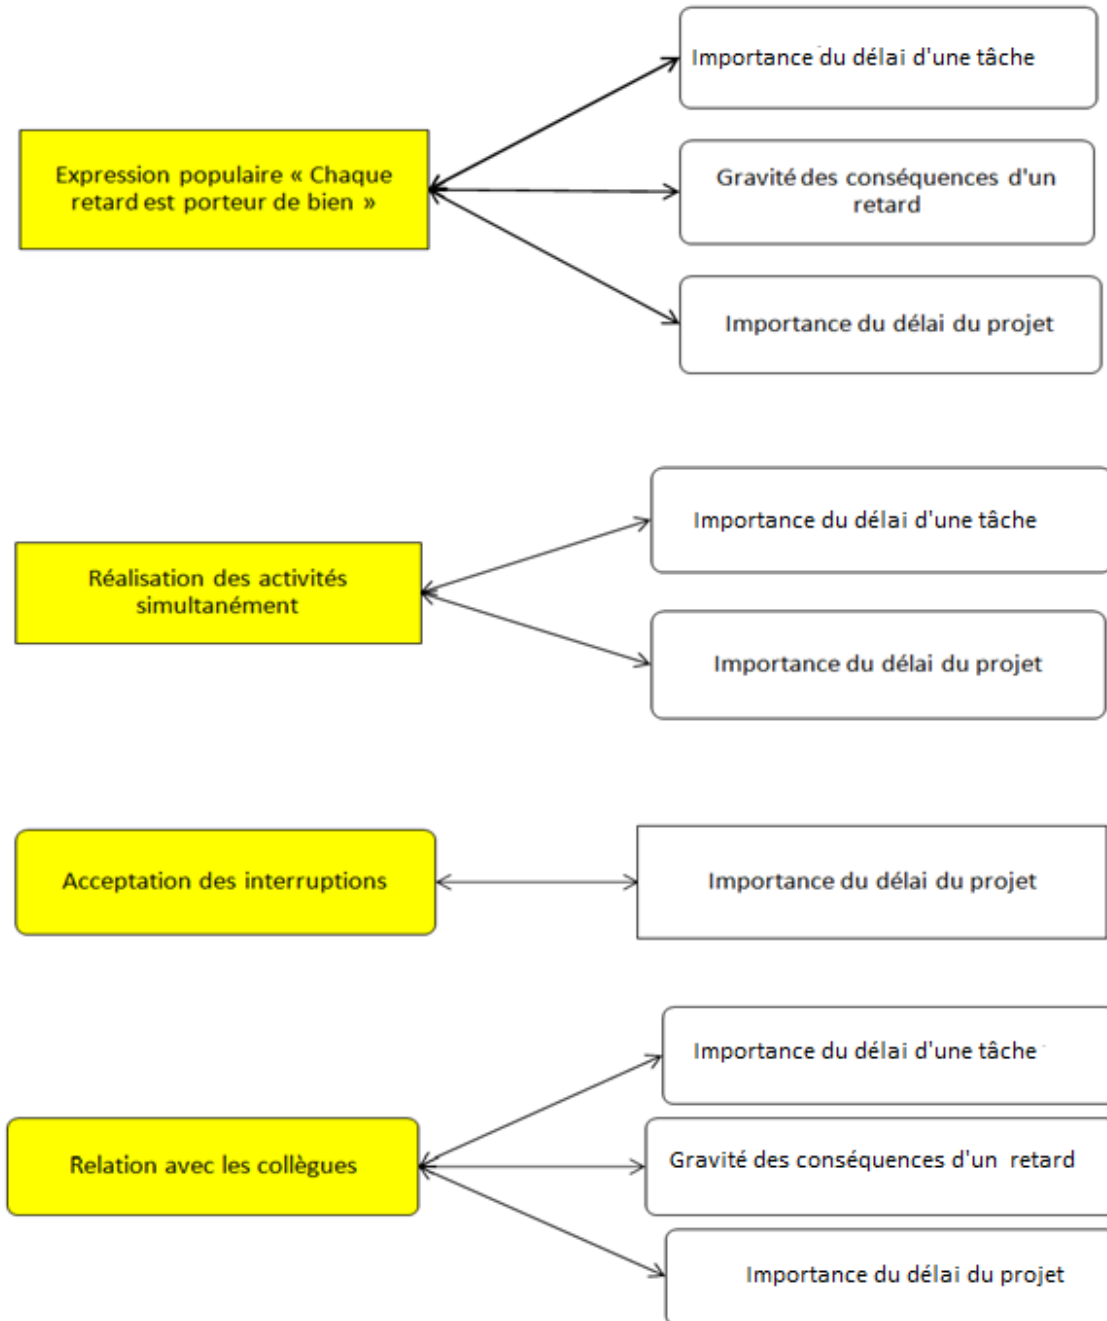 Importance du délai d'une tâche
Expression populaire « Chaque
retard est porteur de bien »
Gravité des conséquences d'un
retard
Importance du délai du projet
Importance du délai d'une tâche
Réalisation des activités
simultanément
Importance du délai du projet
Acceptation des interruptions
Importance du délai du projet
Importance du délai d'une tâche
Relation avec les collègues
Gravité des conséquences d'un retard
Importance du délai du projet